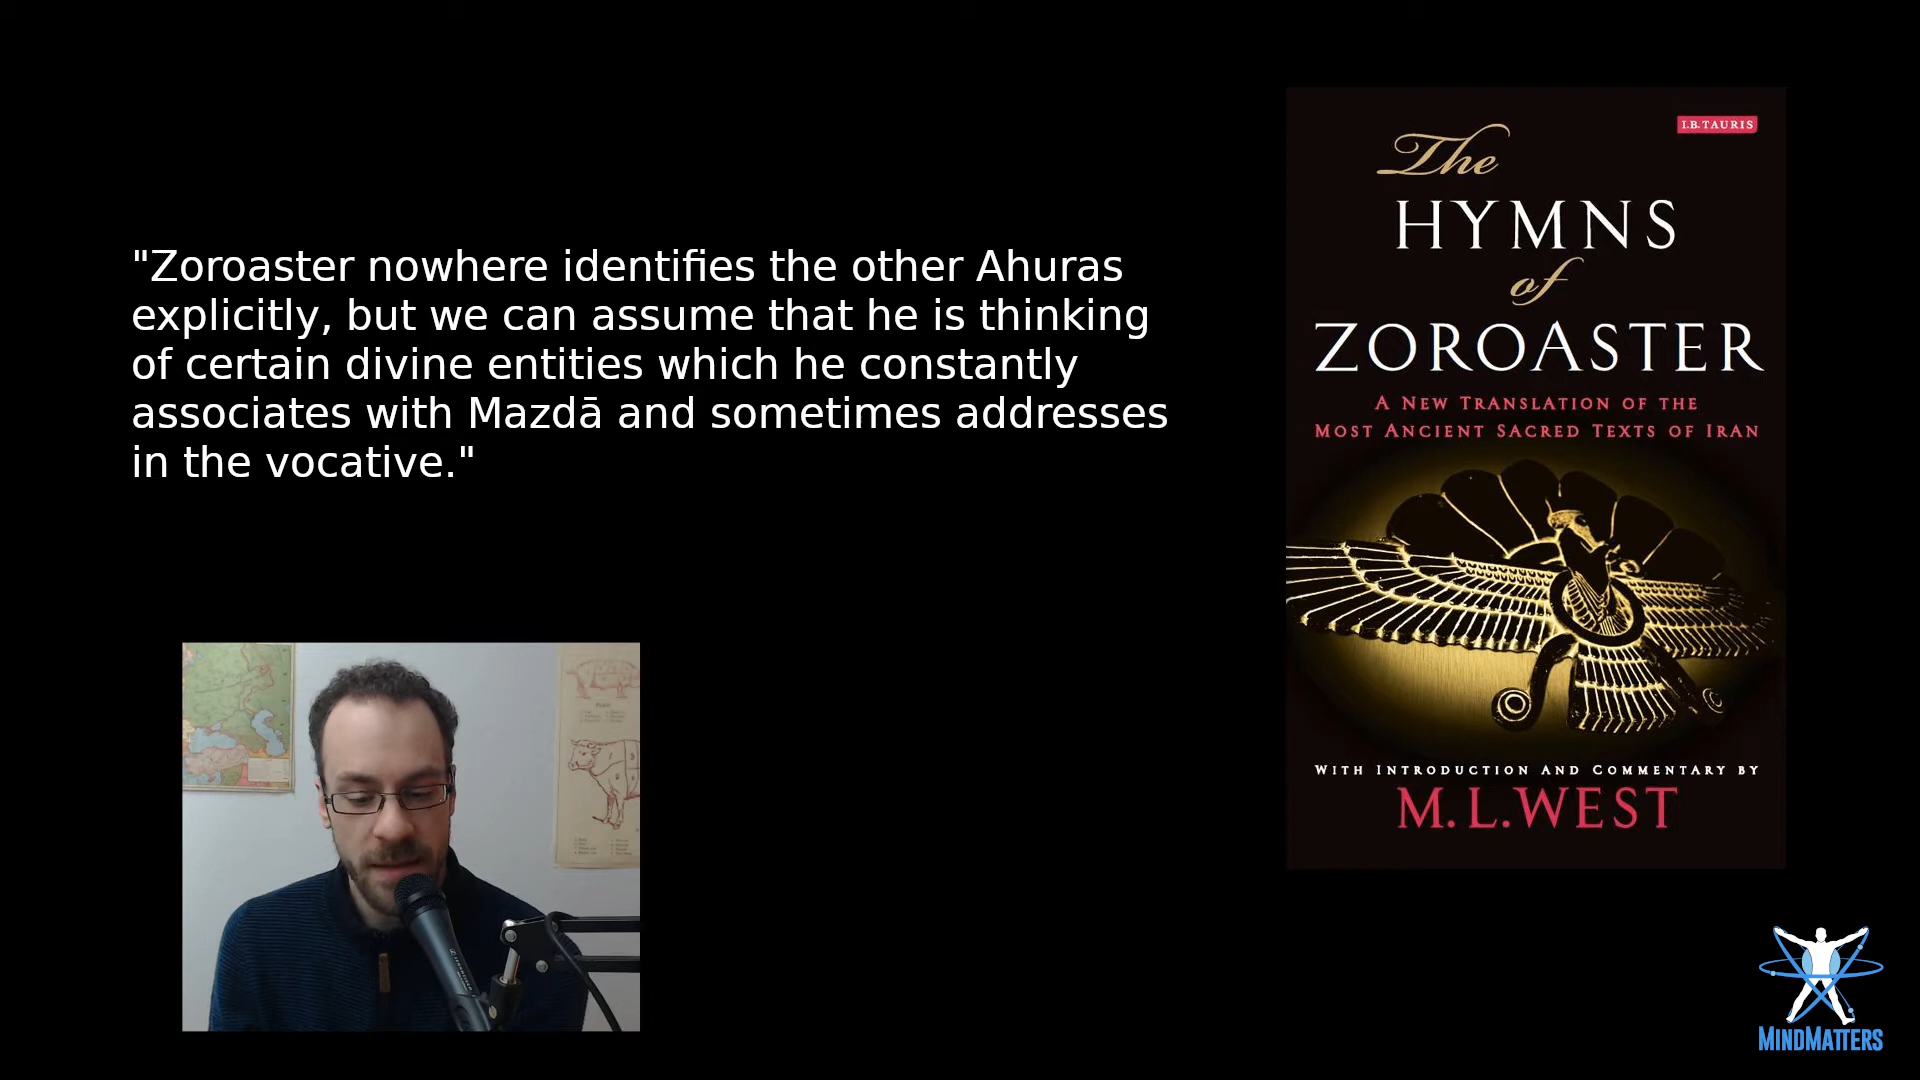 "Zoroaster nowhere identifies the other Ahuras
explicitly, but we can assume that he is thinking
of certain divine entities which he constantly
associates with Mazdā and sometimes addresses
in the vocative."
I.B.TAURIS
The
HYMNS
of
ZOROASTER
A NEW TRANSLATION OF THE
MOST ANCIENT SACRED TEXTS OF IRAN
WITH INTRODUCTION AND COMMENTARY BY
M.L.WEST
MINDMATTERS